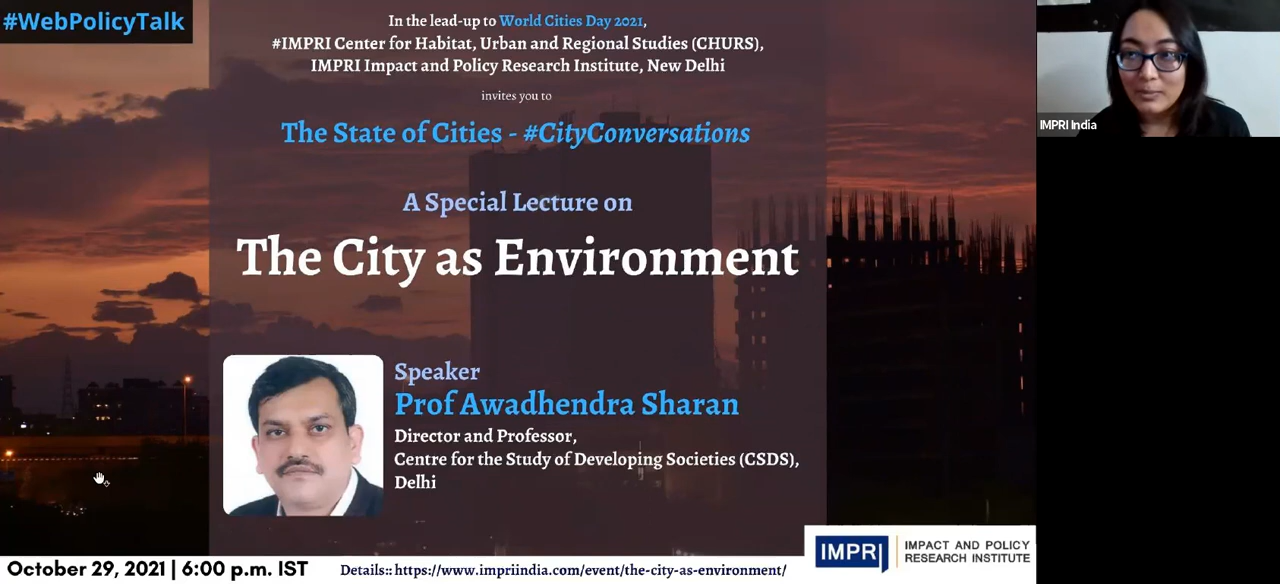 #WebPolicyTalk
In the lead-up to World Cities Day 2021,
#IMPRI Center for Habitat, Urban and Regional Studies (CHURS),
IMPRI Impact and Policy Research Institute, New Delhi
invites you to
The State of Cities - #CityConversations
A Special Lecture on
The City as Environment
Speaker
Prof Awadhendra Sharan
Director and Professor,
Centre for the Study of Developing Societies (CSDS),
Delhi
IMPRI India
IMPRI
IMPACT AND POLICY
RESEARCH INSTITUTE
October 29, 2021 | 6:00 p.m. IST
Details:: https://www.impriindia.com/event/the-city-as-environment/